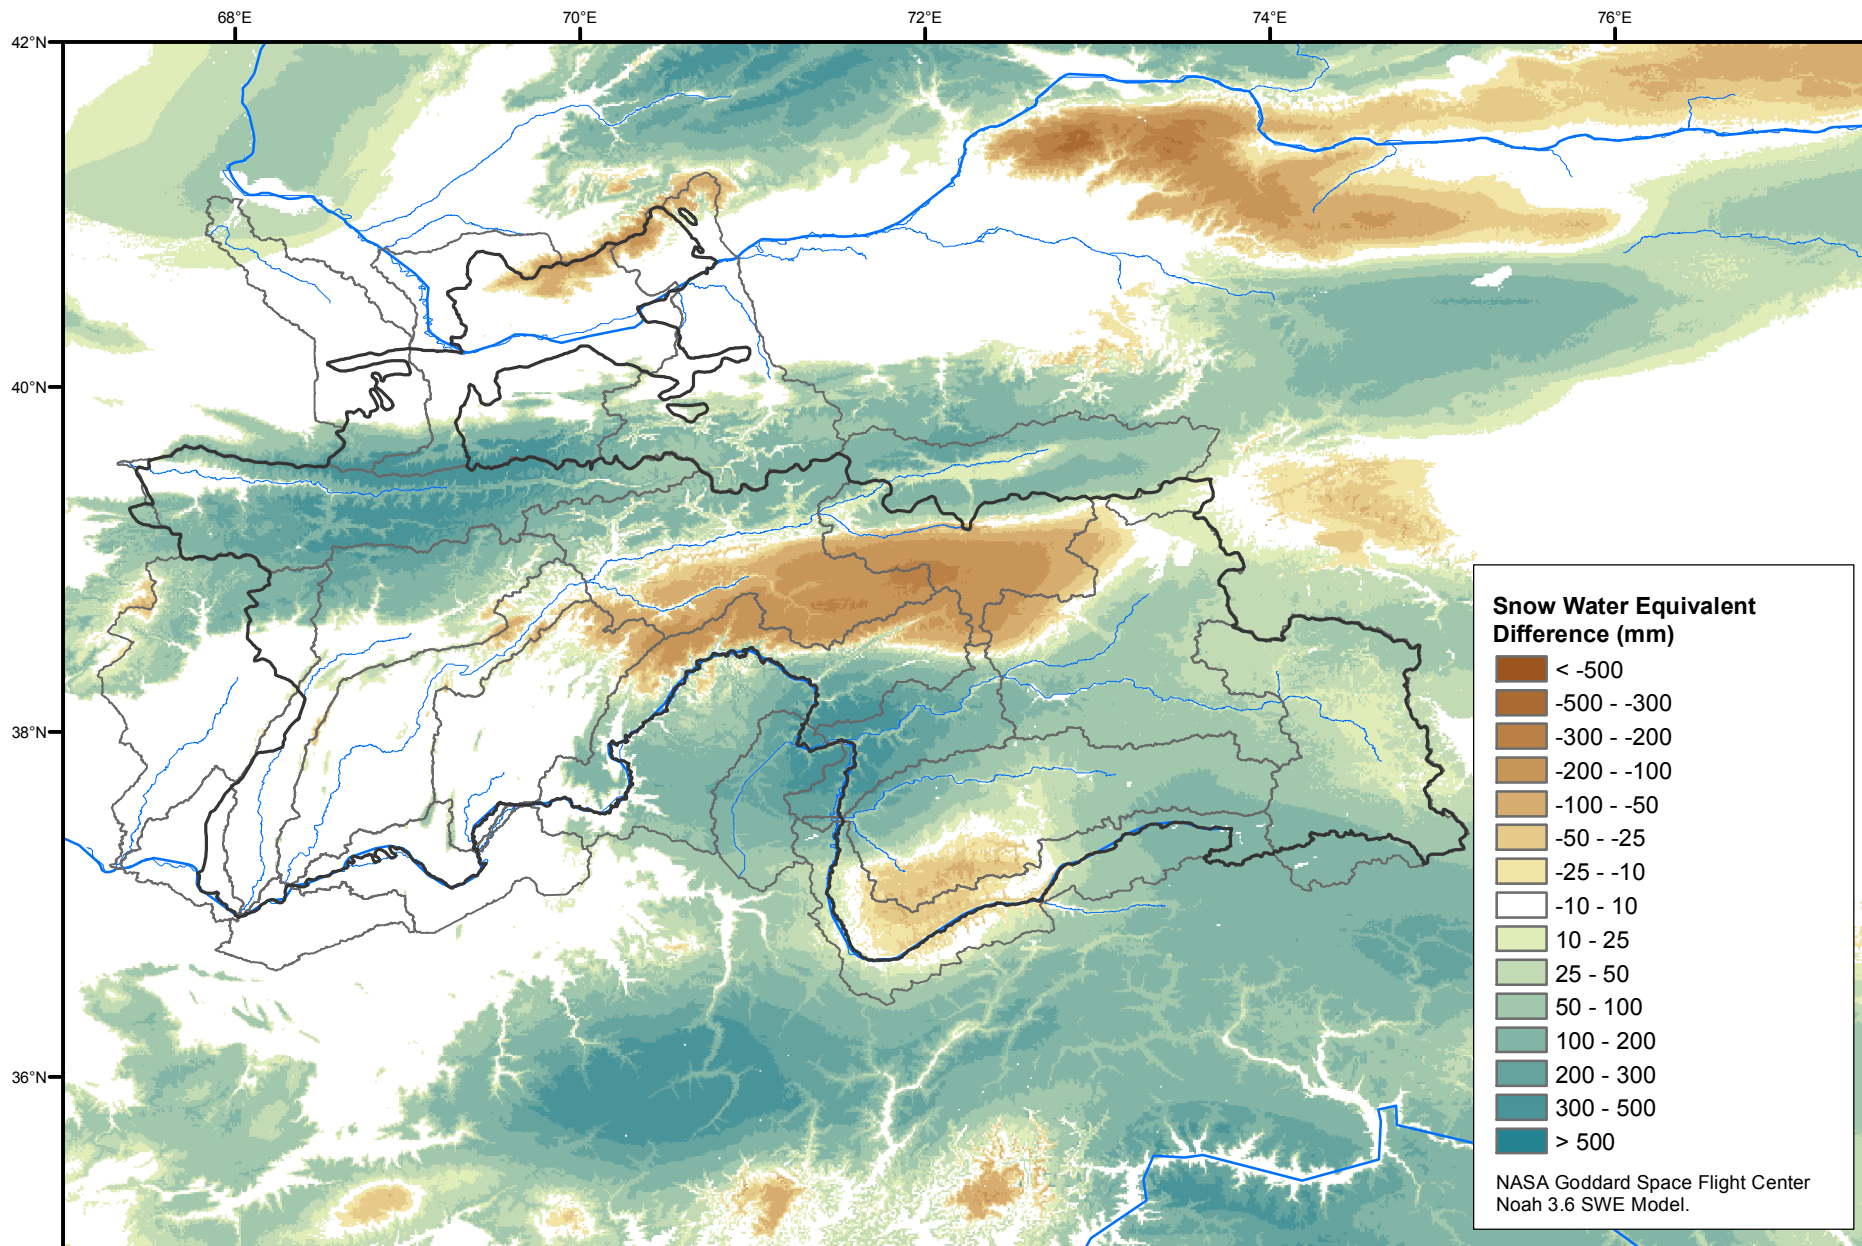 68°E 70°E 72°E 74°E 76°E
42°N
40°N
38°N
36°N
Snow Water Equivalent
Difference (mm)
< -500
-500 - -300
-300 - -200
-200 - -100
-100 - -50
-50 - -25
-25 - -10
-10 - 10
10 - 25
25 - 50
50 - 100
100 - 200
200 - 300
300 - 500
> 500
NASA Goddard Space Flight Center
Noah 3.6 SWE Model.